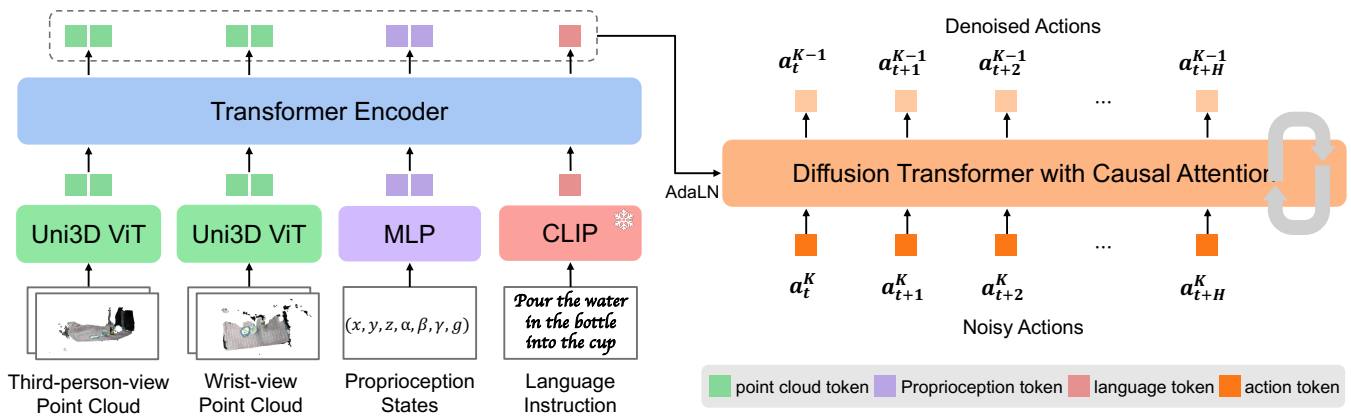 Transformer Encoder
Uni3D ViT
Uni3D ViT
MLP
CLIP
(x, y, z, α, β, γ, g)
Pour the water
in the bottle
into the cup
Third-person-view
Point Cloud
Wrist-view
Point Cloud
Proprioception
States
Language
Instruction
AdaLN
Denoised Actions
a_t^{K-1} a_{t+1}^{K-1} a_{t+2}^{K-1} a_{t+H}^{K-1}
...
Diffusion Transformer with Causal Attention
...
a_t^K a_{t+1}^K a_{t+2}^K a_{t+H}^K
Noisy Actions
point cloud token Proprioception token language token action token